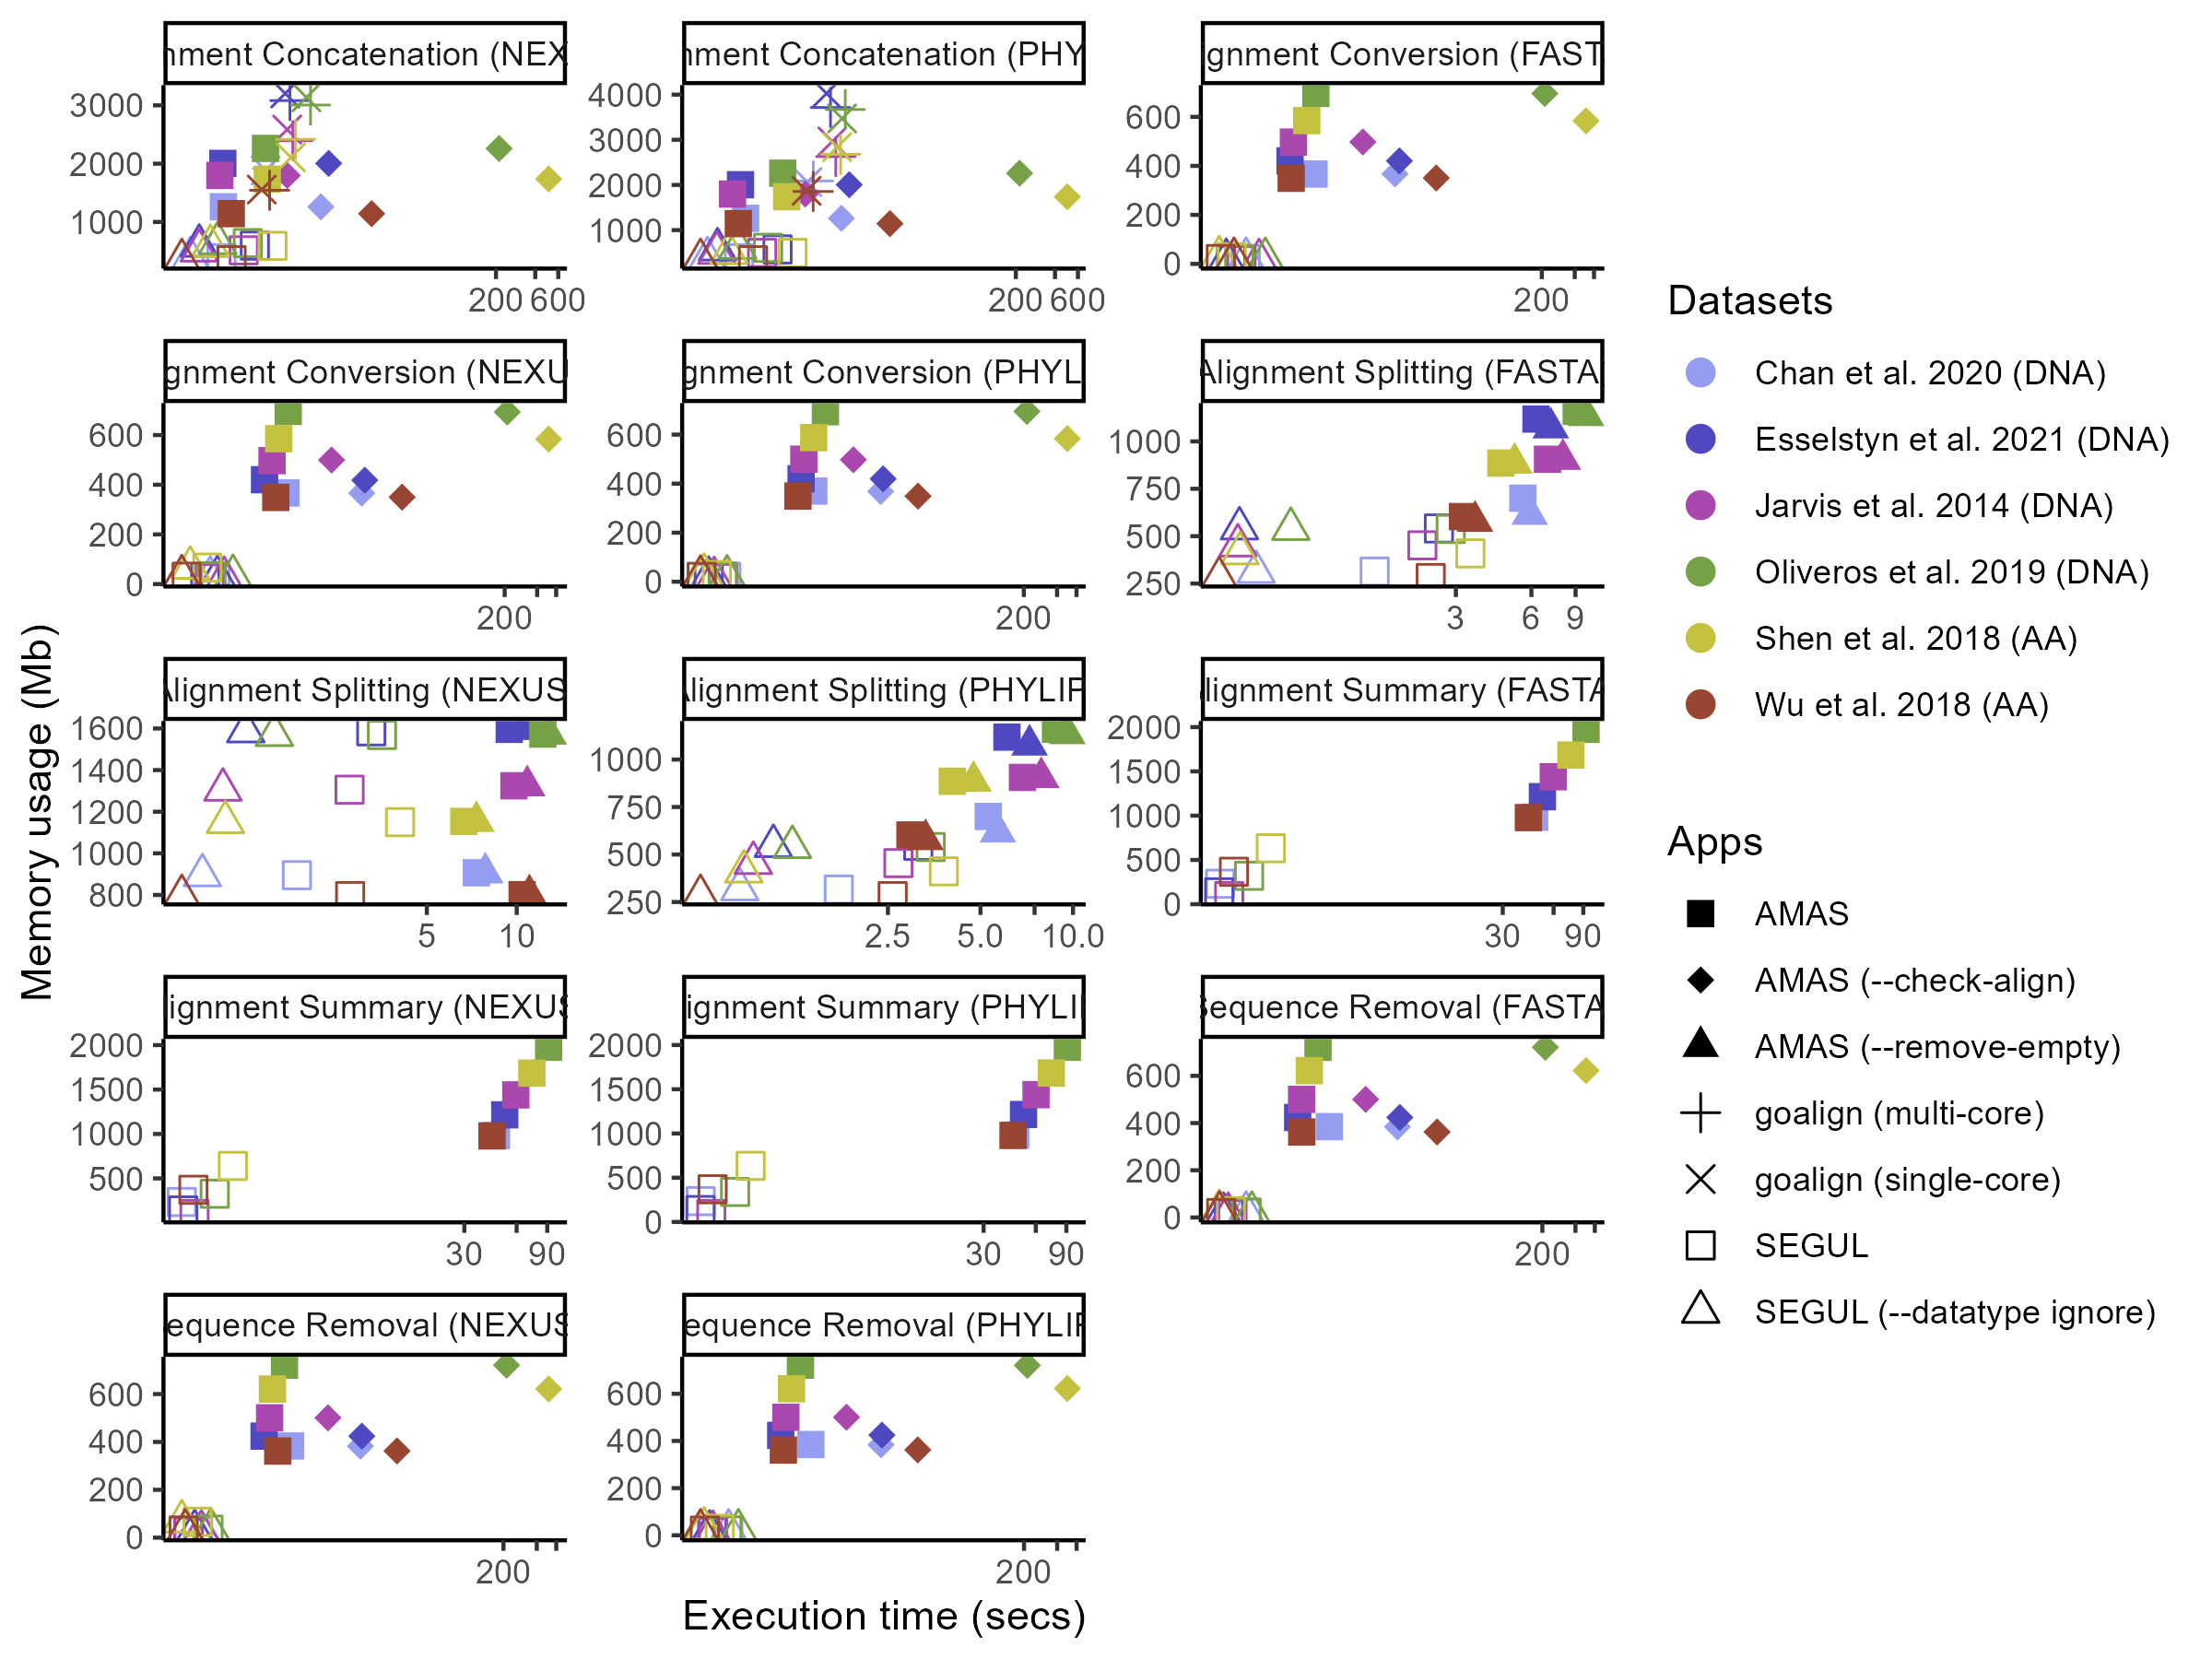 nment Concatenation (NEX
nment Concatenation (PHY
gnment Conversion (FAST
3000
2000
1000
200 600
4000
3000
2000
1000
200 600
600
400
200
0
200
gnment Conversion (NEXU
gnment Conversion (PHYL
Alignment Splitting (FASTA
600
400
200
0
200
600
400
200
0
200
1000
750
500
250
3 6 9
Alignment Splitting (NEXUS
Alignment Splitting (PHYLIP
lignment Summary (FASTA
1600
1400
1200
1000
800
5 10
1000
750
500
250
2.5 5.0 10.0
2000
1500
1000
500
0
30 90
ignment Summary (NEXUS
ignment Summary (PHYLI
Sequence Removal (FASTA
2000
1500
1000
500
30 90
2000
1500
1000
500
0
30 90
600
400
200
0
200
equence Removal (NEXUS
equence Removal (PHYLIP
600
400
200
0
200
600
400
200
0
200
Memory usage (Mb)
Execution time (secs)
Datasets
Chan et al. 2020 (DNA)
Esselstyn et al. 2021 (DNA)
Jarvis et al. 2014 (DNA)
Oliveros et al. 2019 (DNA)
Shen et al. 2018 (AA)
Wu et al. 2018 (AA)
Apps
AMAS
AMAS (--check-align)
AMAS (--remove-empty)
goalign (multi-core)
goalign (single-core)
SEGUL
SEGUL (--datatype ignore)